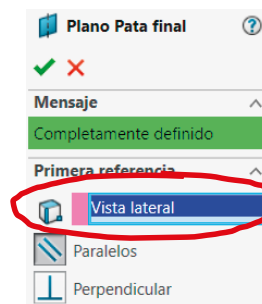 Plano Pata final
Mensaje
Completamente definido
Primera referencia
Vista lateral
Paralelos
Perpendicular